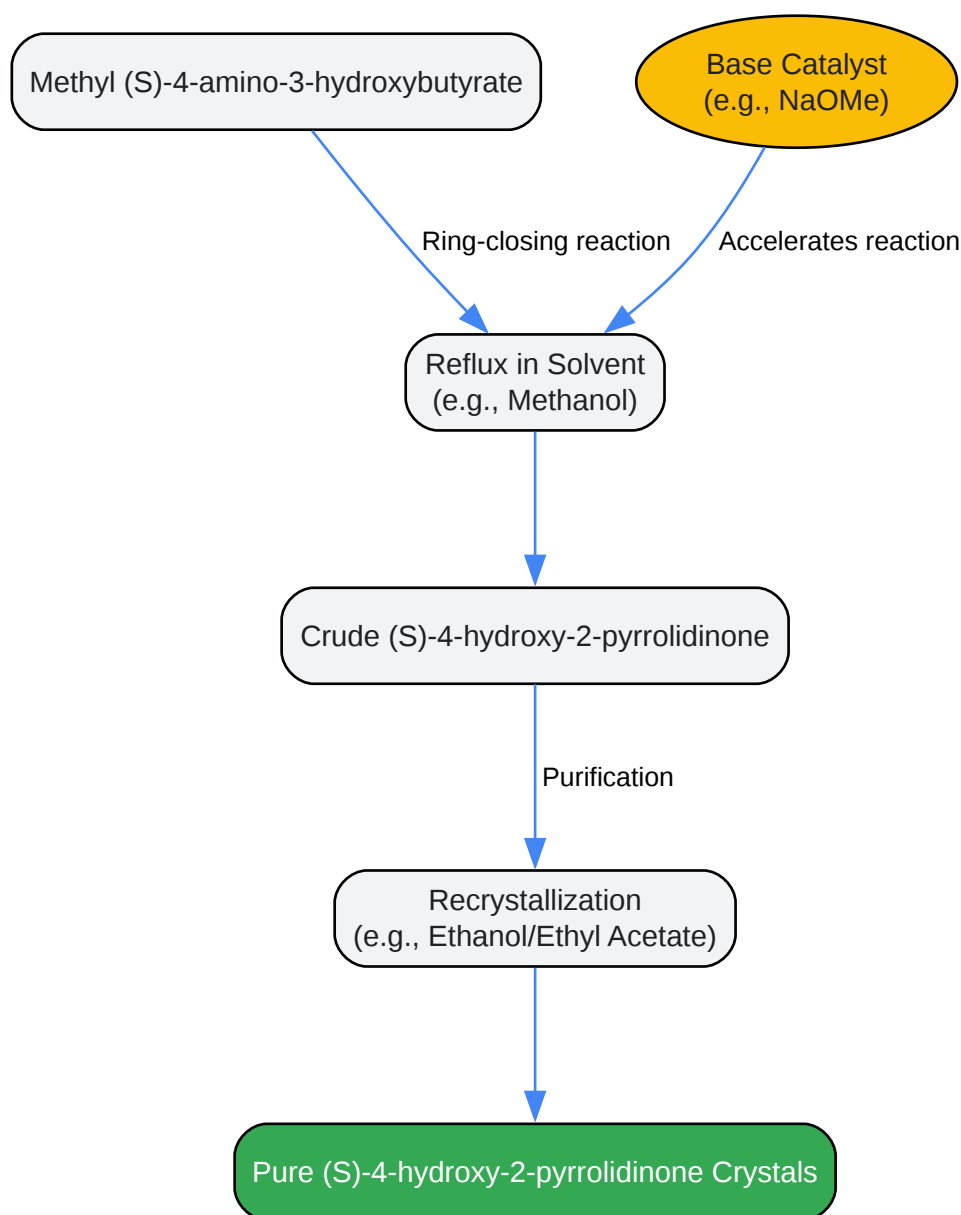 Methyl (S)-4-amino-3-hydroxybutyrate
Base Catalyst
(e.g., NaOMe)
Ring-closing reaction
Accelerates reaction
Reflux in Solvent
(e.g., Methanol)
Crude (S)-4-hydroxy-2-pyrrolidinone
Purification
Recrystallization
(e.g., Ethanol/Ethyl Acetate)
Pure (S)-4-hydroxy-2-pyrrolidinone Crystals